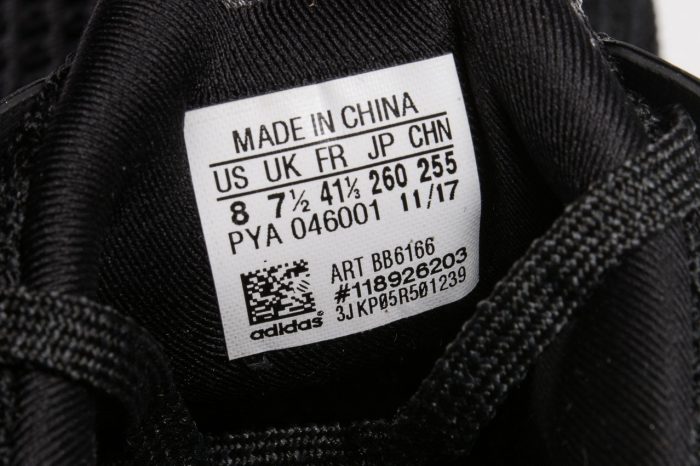 MADE IN CHINA
US UK FR JP CHN
8 7½ 41⅓ 260 255
PYA 046001 11/17
ART BB6166
#118926203
3JKP05R501239
adidas